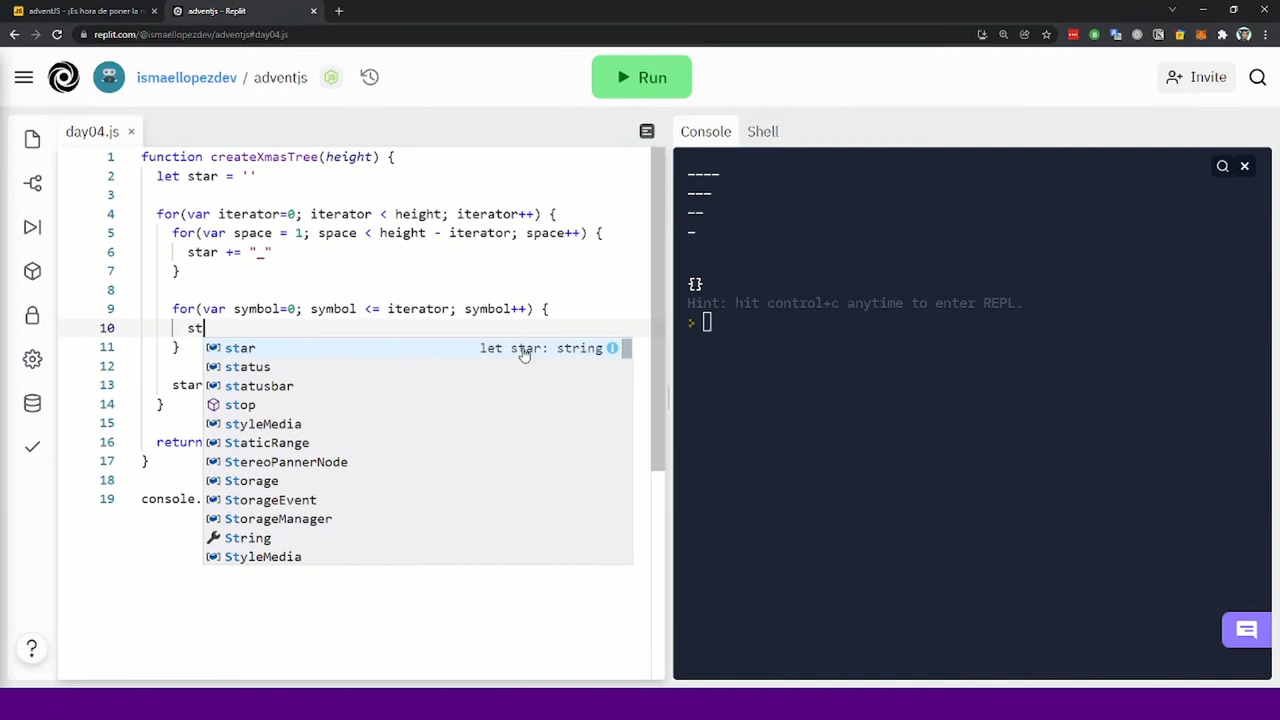 adventJS - ¡Es hora de poner la n
adventjs - Replit
replit.com/@ismaellopezdev/adventjs#day04.js
ismaellopezdev / adventjs
Run
Invite
day04.js
Console
Shell
1 function createXmasTree(height) {
2 let star = ''
3
4 for(var iterator=0; iterator < height; iterator++) {
5 for(var space = 1; space < height - iterator; space++) {
6 star += "_"
7 }
8
9 for(var symbol=0; symbol <= iterator; symbol++) {
10 st
11 }
12
13 star
14 }
15
16 return
17 }
18
19 console.
star let star: string
status
statusbar
stop
styleMedia
StaticRange
StereoPannerNode
Storage
StorageEvent
StorageManager
String
StyleMedia
____
___
__
_
{}
Hint: hit control+c anytime to enter REPL.
>
?